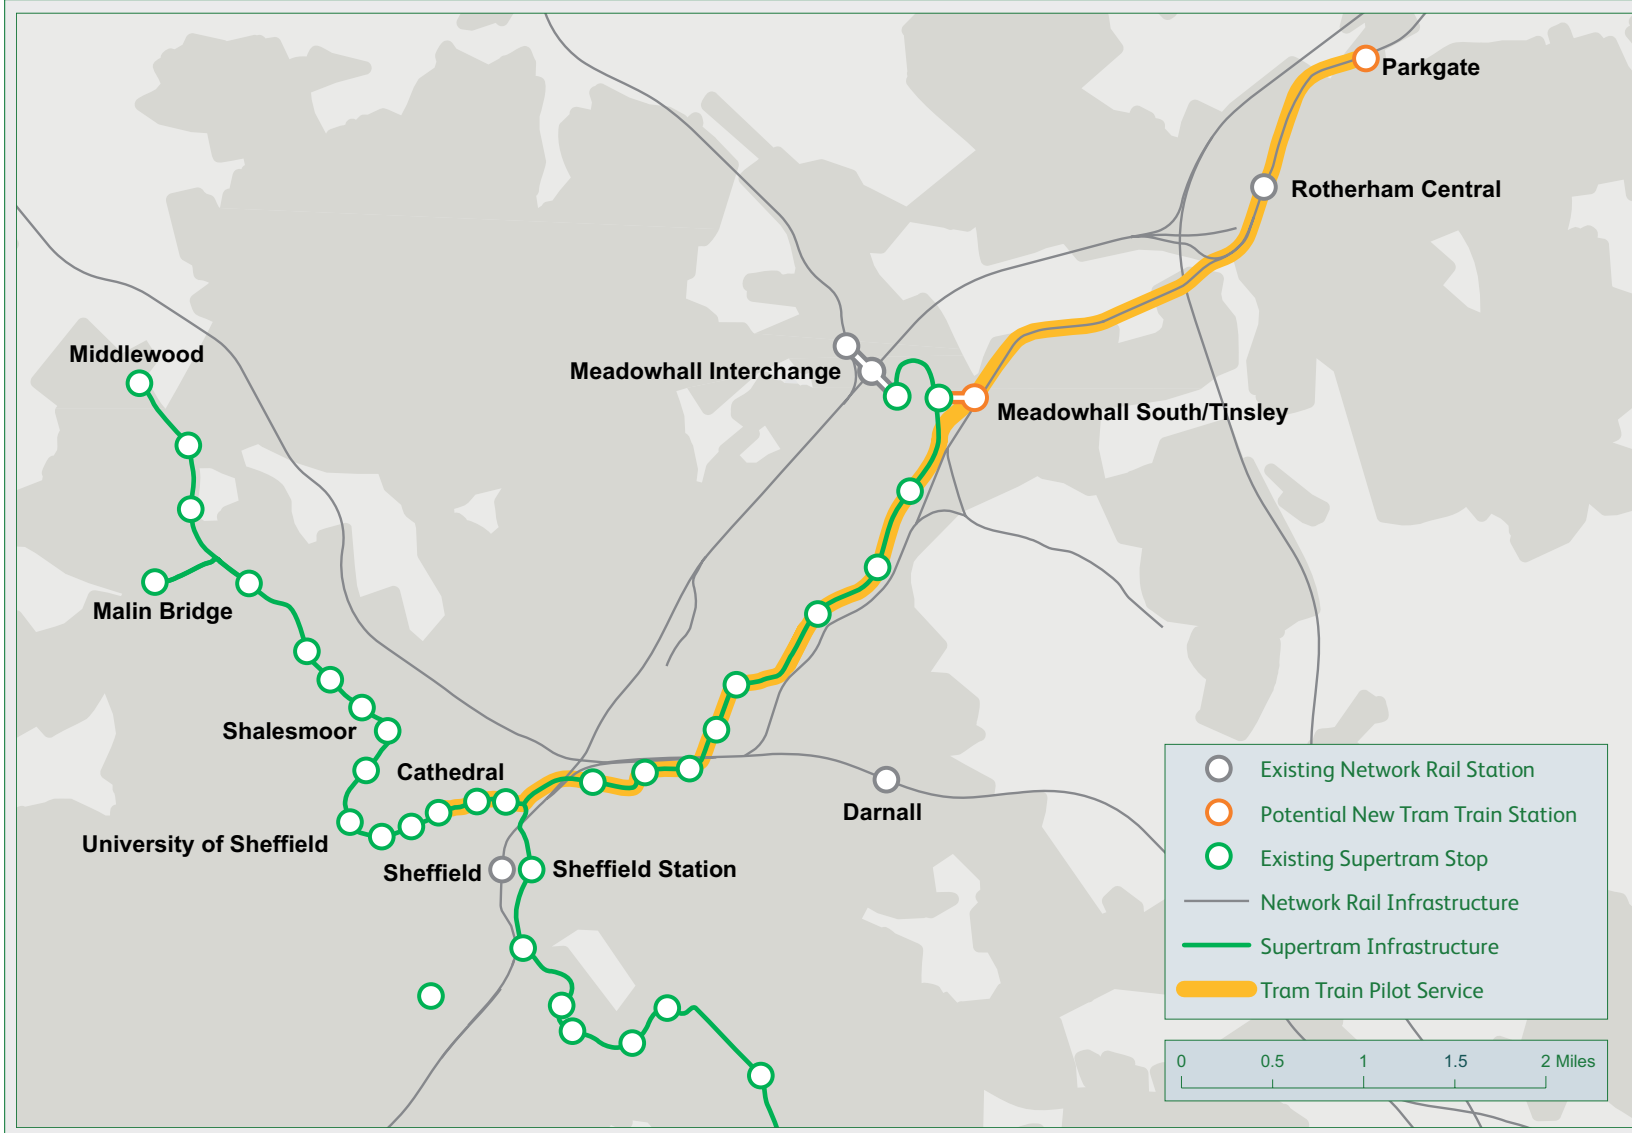 Parkgate
Rotherham Central
Middlewood
Meadowhall Interchange
Meadowhall South/Tinsley
Malin Bridge
Shalesmoor
Cathedral
University of Sheffield
Sheffield
Sheffield Station
Darnall
Existing Network Rail Station
Potential New Tram Train Station
Existing Supertram Stop
Network Rail Infrastructure
Supertram Infrastructure
Tram Train Pilot Service
0 0.5 1 1.5 2 Miles